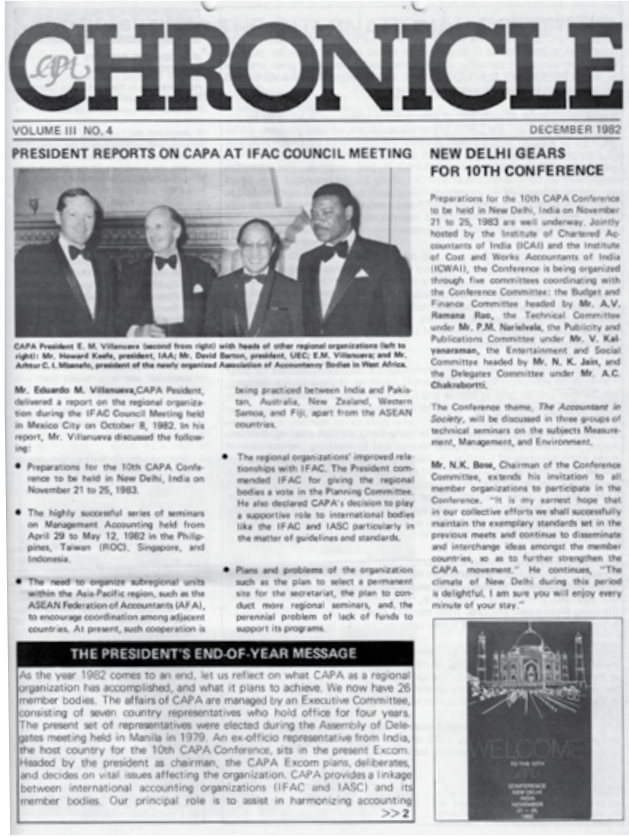 CAPA
CHRONICLE
VOLUME III NO. 4
DECEMBER 1982
PRESIDENT REPORTS ON CAPA AT IFAC COUNCIL MEETING
CAPA President E. M. Villanueva (second from right) with heads of other regional organizations (left to
right): Mr. Howard Keefe, president, IAA; Mr. David Barton, president, UEC; E.M. Villanueva; and Mr.
Arthur C. I. Mbanefo, president of the newly organized Association of Accountancy Bodies in West Africa.
Mr. Eduardo M. Villanueva,CAPA Pesident,
delivered a report on the regional organiza-
tion during the IFAC Council Meeting held
in Mexico City on October 8, 1982. In his
report, Mr. Villanueva discussed the follow-
ing:
• Preparations for the 10th CAPA Confe-
rence to be held in New Delhi, India on
November 21 to 25, 1983.
• The highly successful series of seminars
on Management Accounting held from
April 29 to May 12, 1982 in the Philip-
pines, Taiwan (ROC), Singapore, and
Indonesia.
• The need to organize subregional units
within the Asia-Pacific region, such as the
ASEAN Federation of Accountants (AFA),
to encourage coordination among adjacent
countries. At present, such cooperation is
being practiced between India and Pakis-
tan, Australia, New Zealand, Western
Samoa, and Fiji, apart from the ASEAN
countries.
• The regional organizations' improved rela-
tionships with IFAC. The President com-
mended IFAC for giving the regional
bodies a vote in the Planning Committee.
He also declared CAPA's decision to play
a supportive role to international bodies
like the IFAC and IASC particularly in
the matter of guidelines and standards.
• Plans and problems of the organization
such as the plan to select a permanent
site for the secretariat, the plan to con-
duct more regional seminars, and, the
perennial problem of lack of funds to
support its programs.
THE PRESIDENT'S END-OF-YEAR MESSAGE
As the year 1982 comes to an end, let us reflect on what CAPA as a regional
organization has accomplished, and what it plans to achieve. We now have 26
member bodies. The affairs of CAPA are managed by an Executive Committee,
consisting of seven country representatives who hold office for four years.
The present set of representatives were elected during the Assembly of Dele-
gates meeting held in Manila in 1979. An ex-officio representative from India,
the host country for the 10th CAPA Conference, sits in the present Excom.
Headed by the president as chairman, the CAPA Excom plans, deliberates,
and decides on vital issues affecting the organization. CAPA provides a linkage
between international accounting organizations (IFAC and IASC) and its
member bodies. Our principal role is to assist in harmonizing accounting
>>2
NEW DELHI GEARS
FOR 10TH CONFERENCE
Preparations for the 10th CAPA Conference
to be held in New Delhi, India on November
21 to 25, 1983 are well underway. Jointly
hosted by the Institute of Chartered Ac-
countants of India (ICAI) and the Institute
of Cost and Works Accountants of India
(ICWAI), the Conference is being organized
through five committees coordinating with
the Conference Committee: the Budget and
Finance Committee headed by Mr. A.V.
Ramana Rao, the Technical Committee
under Mr. P.M. Narielvala, the Publicity and
Publications Committee under Mr. V. Kal-
yanaraman, the Entertainment and Social
Committee headed by Mr. N. K. Jain, and
the Delegates Committee under Mr. A.C.
Chakrabortti.
The Conference theme, The Accountant in
Society, will be discussed in three groups of
technical seminars on the subjects Measure-
ment, Management, and Environment.
Mr. N.K. Bose, Chairman of the Conference
Committee, extends his invitation to all
member organizations to participate in the
Conference. "It is my earnest hope that
in our collective efforts we shall successfully
maintain the exemplary standards set in the
previous meets and continue to disseminate
and interchange ideas amongst the member
countries, so as to further strengthen the
CAPA movement." He continues, "The
climate of New Delhi during this period
is delightful. I am sure you will enjoy every
minute of your stay."
WELCOME
TO THE 10TH
CONFERENCE
NEW DELHI
INDIA
NOVEMBER
21 – 25,
1983